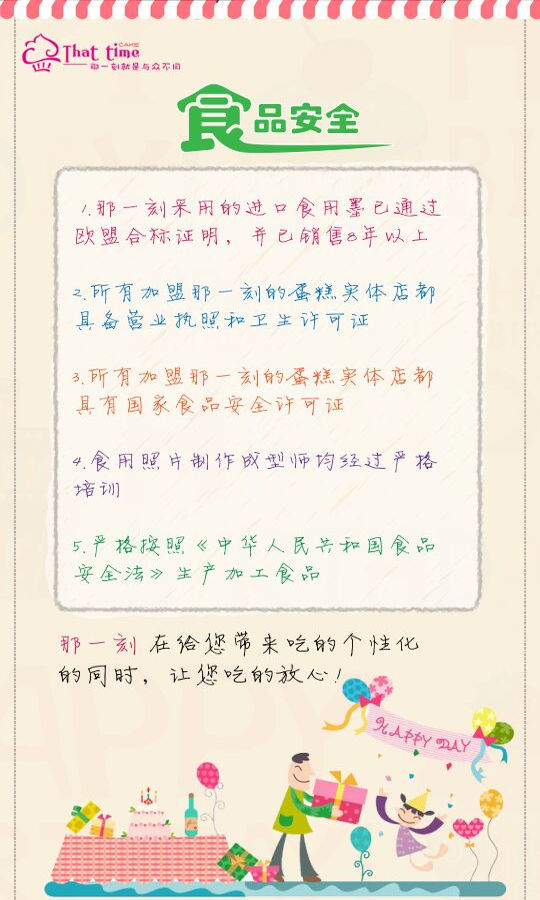 CAKE
That time
那一刻就是与众不同
食品安全
1.那一刻采用的进口食用墨已通过
欧盟合标证明，并已销售8年以上
2.所有加盟那一刻的蛋糕实体店都
具备营业执照和卫生许可证
3.所有加盟那一刻的蛋糕实体店都
具有国家食品安全许可证
4.食用照片制作成型师均经过严格
培训
5.严格按照《中华人民共和国食品
安全法》生产加工食品
那一刻 在给您带来吃的个性化
的同时，让您吃的放心！
HAPPY DAY